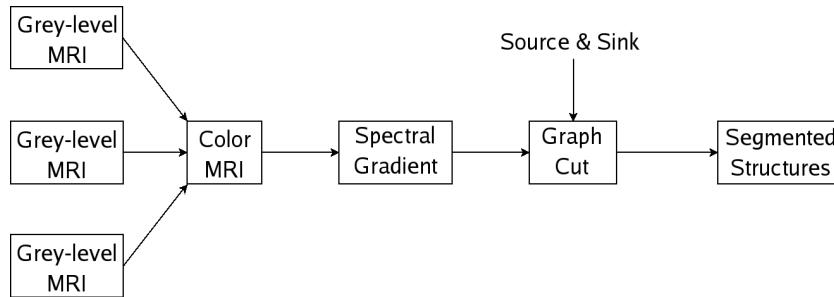 Grey-level
MRI
Source & Sink
Grey-level
MRI
Color
MRI
Spectral
Gradient
Graph
Cut
Segmented
Structures
Grey-level
MRI